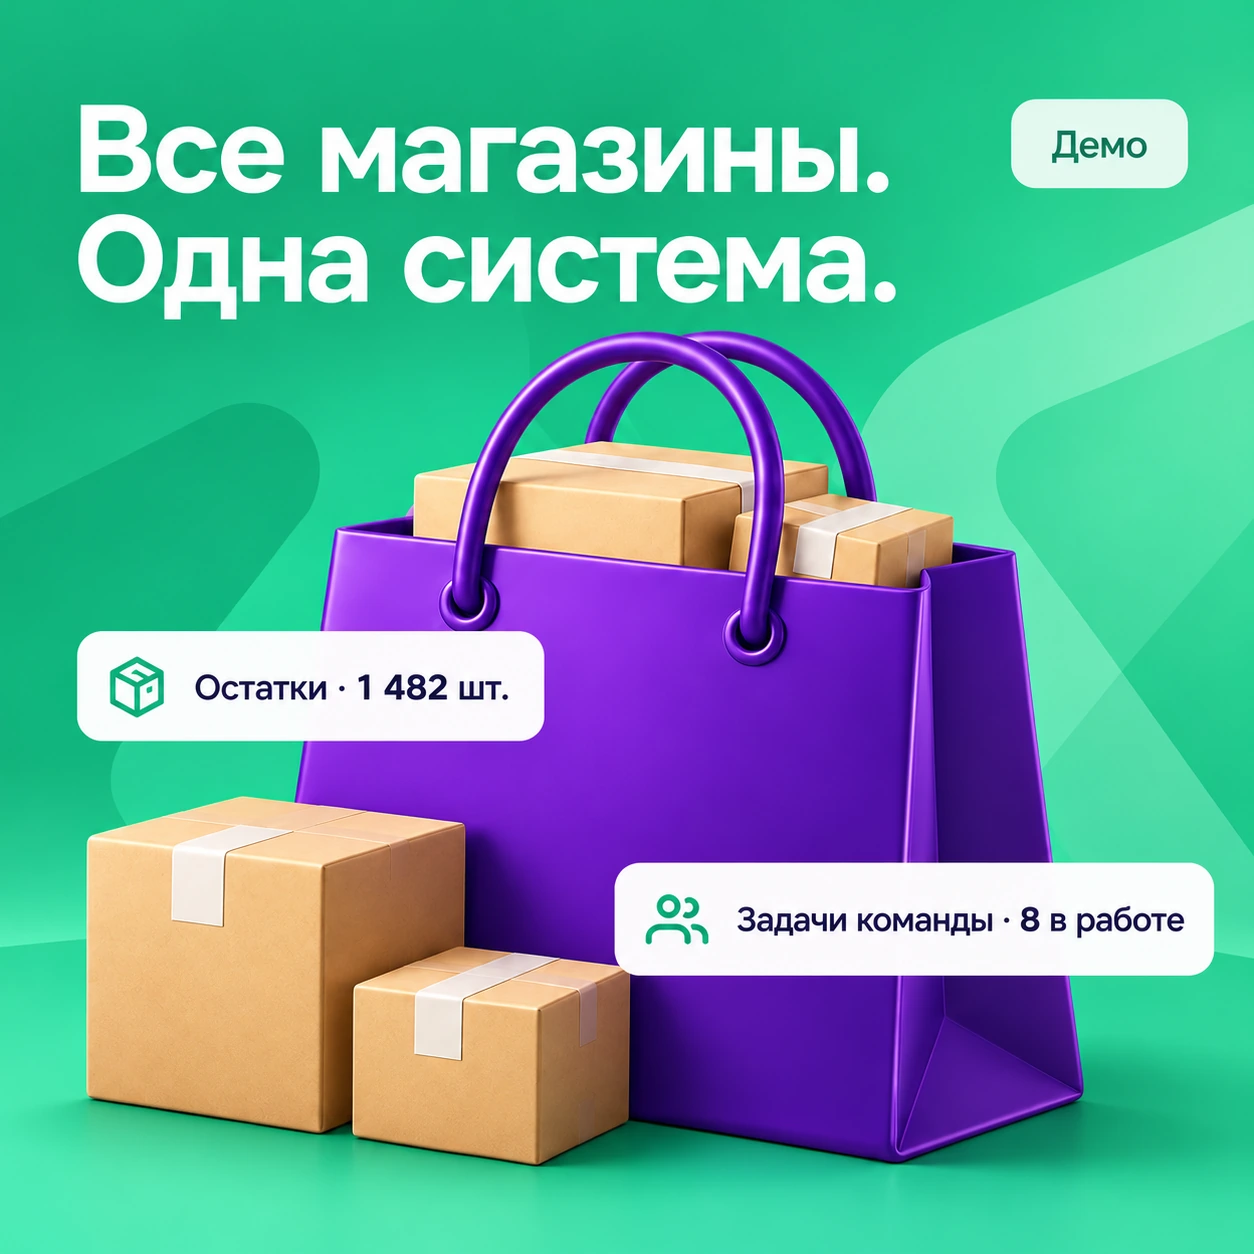 Все магазины.
Одна система.
Демо
Остатки · 1 482 шт.
Задачи команды · 8 в работе